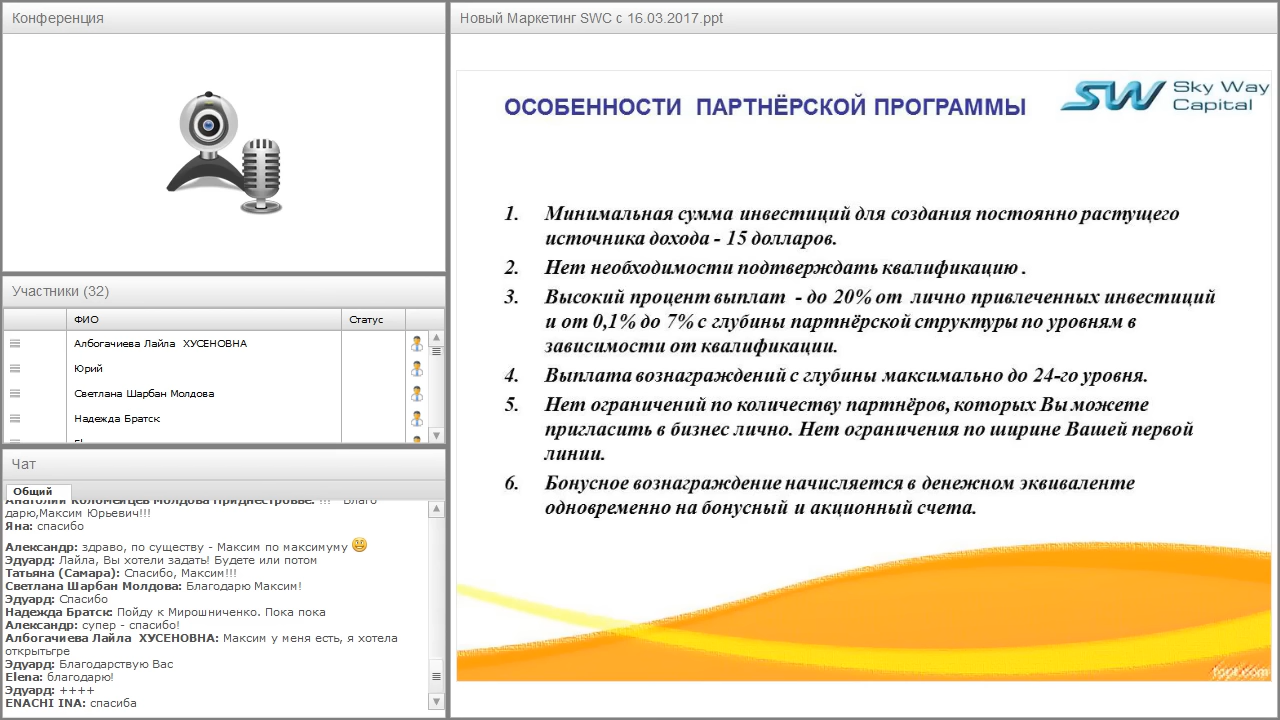 Конференция
Участники (32)
ФИО
Статус
Албогачиева Лайла ХУСЕНОВНА
Юрий
Светлана Шарбан Молдова
Надежда Братск
Чат
Общий
Анатолий Коломейцев Молдова Приднестровье: !!! Благо
дарю,Максим Юрьевич!!!
Яна: спасибо
Александр: здраво, по существу - Максим по максимуму
Эдуард: Лайла, Вы хотели задать! Будете или потом
Татьяна (Самара): Спасибо, Максим!!!
Светлана Шарбан Молдова: Благодарю Максим!
Эдуард: Спасибо
Надежда Братск: Пойду к Мирошниченко. Пока пока
Александр: супер - спасибо!
Албогачиева Лайла ХУСЕНОВНА: Максим у меня есть, я хотела
открытьгре
Эдуард: Благодарствую Вас
Elena: благодарю!
Эдуард: ++++
ENACHI INA: спасиба
Новый Маркетинг SWC с 16.03.2017.ppt
ОСОБЕННОСТИ ПАРТНЁРСКОЙ ПРОГРАММЫ
SW Sky Way
Capital
1. Минимальная сумма инвестиций для создания постоянно растущего
источника дохода - 15 долларов.
2. Нет необходимости подтверждать квалификацию .
3. Высокий процент выплат - до 20% от лично привлеченных инвестиций
и от 0,1% до 7% с глубины партнёрской структуры по уровням в
зависимости от квалификации.
4. Выплата вознаграждений с глубины максимально до 24-го уровня.
5. Нет ограничений по количеству партнёров, которых Вы можете
пригласить в бизнес лично. Нет ограничения по ширине Вашей первой
линии.
6. Бонусное вознаграждение начисляется в денежном эквиваленте
одновременно на бонусный и акционный счета.
fppt.com